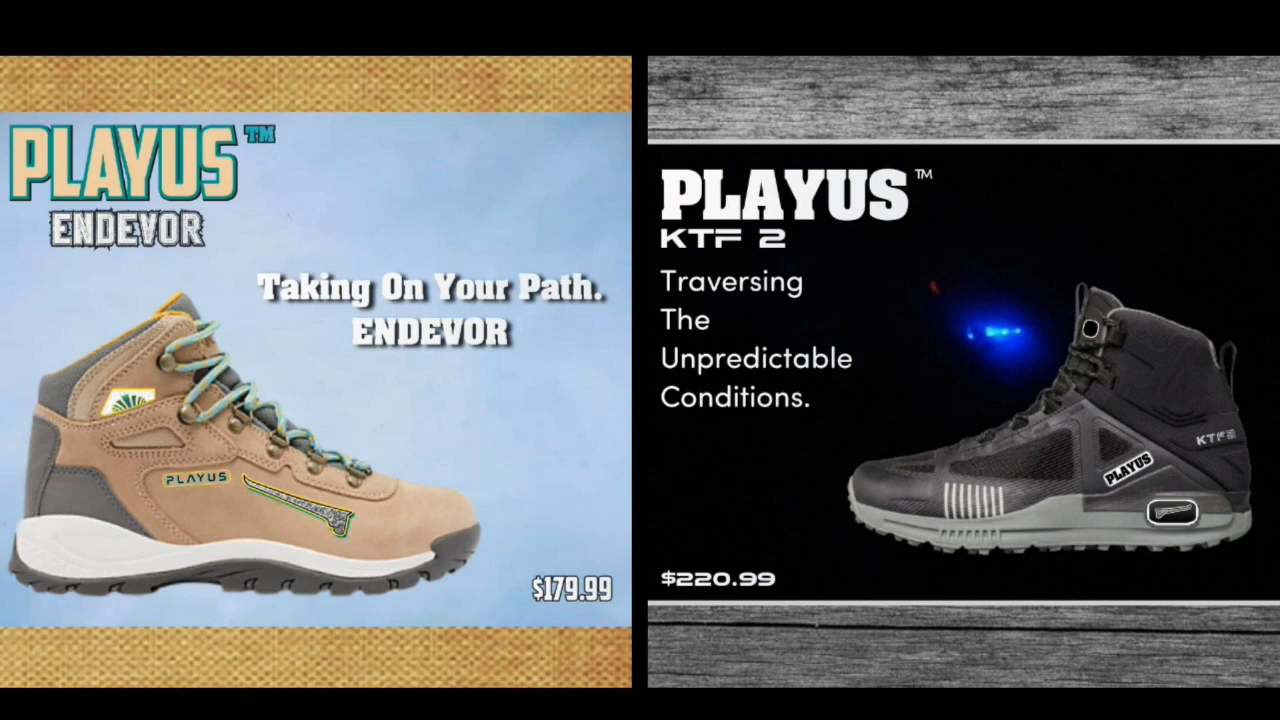 PLAYUS™
ENDEVOR
Taking On Your Path.
ENDEVOR
PLAYUS
$179.99
PLAYUS™
KTF 2
Traversing
The
Unpredictable
Conditions.
KTF2
PLAYUS
$220.99